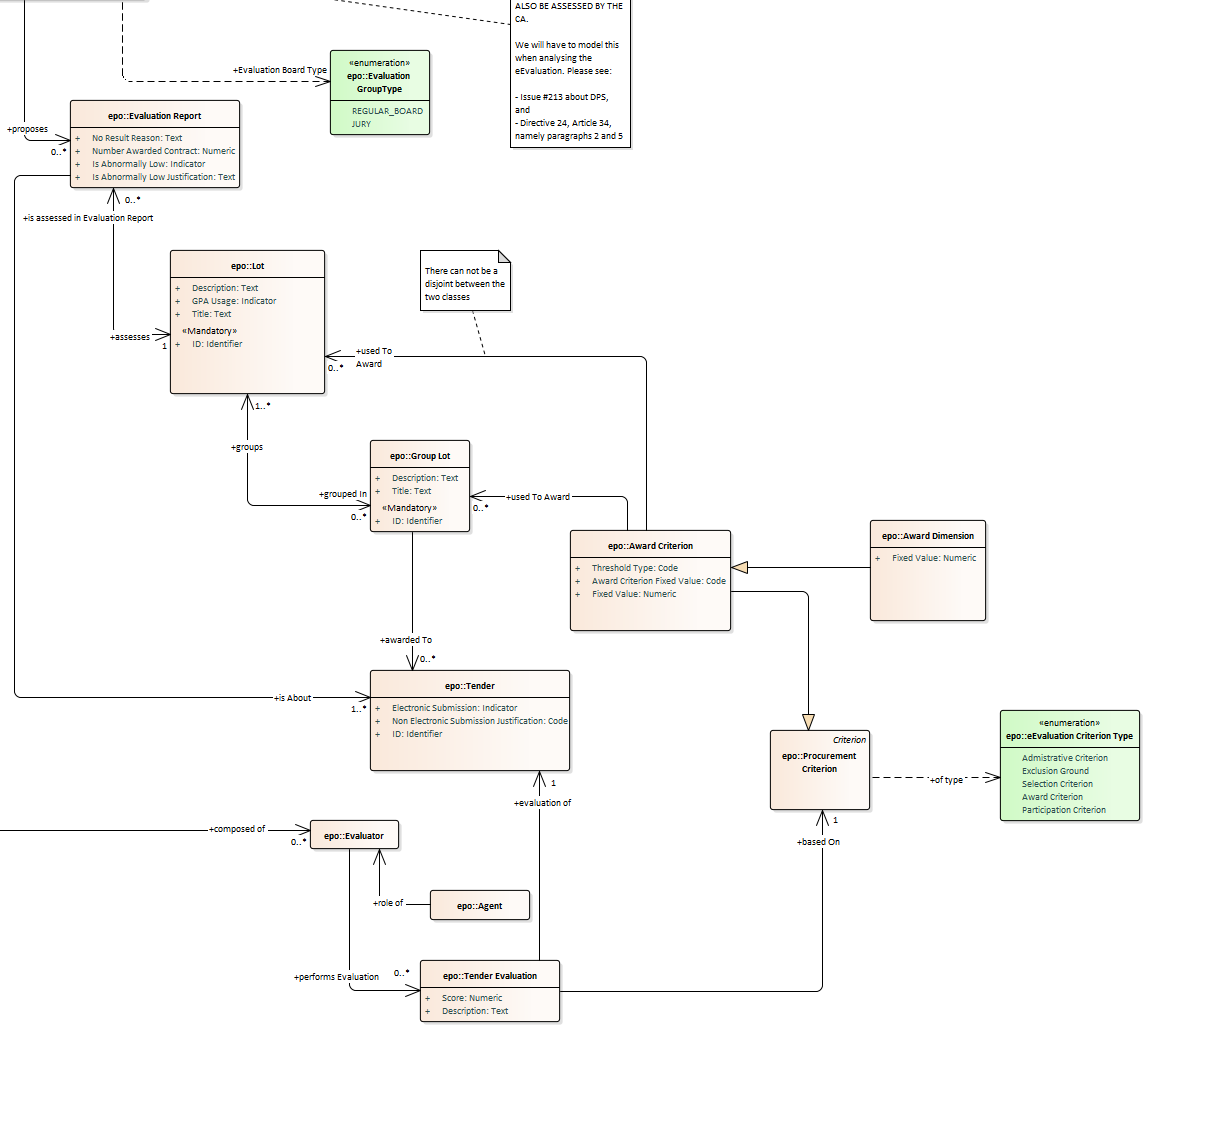 ALSO BE ASSESSED BY THE
CA.
We will have to model this
when analysing the
eEvaluation. Please see:
- Issue #213 about DPS,
and
- Directive 24, Article 34,
namely paragraphs 2 and 5
+Evaluation Board Type
«enumeration»
epo::Evaluation
GroupType
REGULAR_BOARD
JURY
+proposes
0..*
epo::Evaluation Report
+ No Result Reason: Text
+ Number Awarded Contract: Numeric
+ Is Abnormally Low: Indicator
+ Is Abnormally Low Justification: Text
0..*
+is assessed in Evaluation Report
+assesses
1
epo::Lot
+ Description: Text
+ GPA Usage: Indicator
+ Title: Text
«Mandatory»
+ ID: Identifier
There can not be a
disjoint between the
two classes
+used To
Award
0..*
1..*
+groups
+grouped In
0..*
epo::Group Lot
+ Description: Text
+ Title: Text
«Mandatory»
+ ID: Identifier
+used To Award
0..*
epo::Award Criterion
+ Threshold Type: Code
+ Award Criterion Fixed Value: Code
+ Fixed Value: Numeric
epo::Award Dimension
+ Fixed Value: Numeric
+awarded To
0..*
+is About
1..*
epo::Tender
+ Electronic Submission: Indicator
+ Non Electronic Submission Justification: Code
+ ID: Identifier
Criterion
epo::Procurement
Criterion
+of type
«enumeration»
epo::eEvaluation Criterion Type
Admistrative Criterion
Exclusion Ground
Selection Criterion
Award Criterion
Participation Criterion
1
+evaluation of
1
+based On
+composed of
0..*
epo::Evaluator
+role of
epo::Agent
+performs Evaluation
0..*
epo::Tender Evaluation
+ Score: Numeric
+ Description: Text